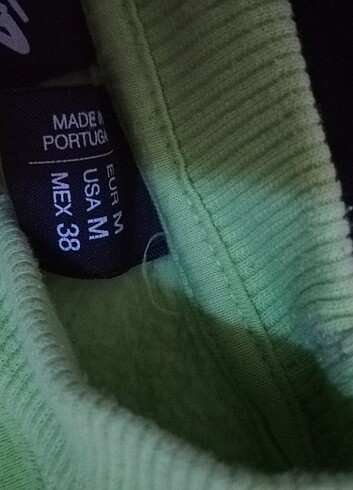 MADE IN
PORTUGAL
EUR M
USA M
MEX 38